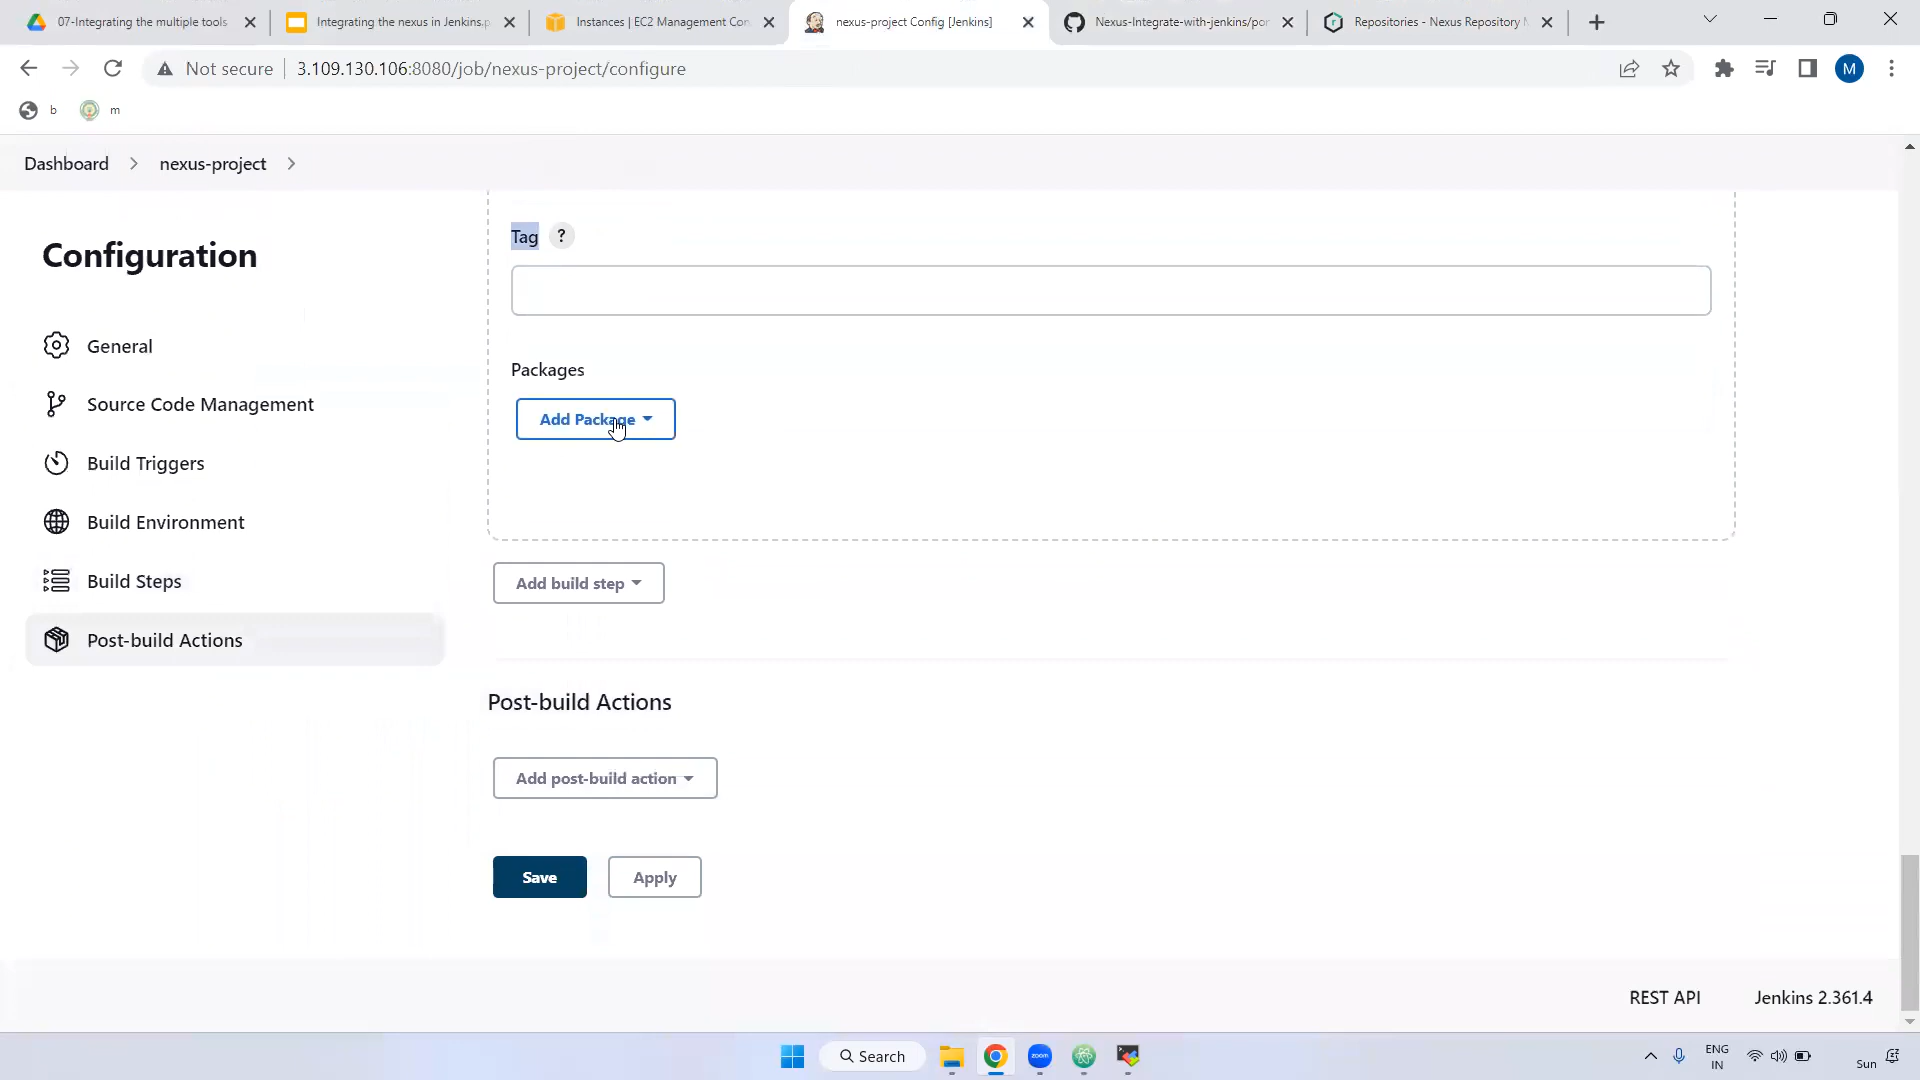 07-Integrating the multiple tools
Integrating the nexus in Jenkins.p
Instances | EC2 Management Con
nexus-project Config [Jenkins]
Nexus-Integrate-with-jenkins/por
Repositories - Nexus Repository M
Not secure
3.109.130.106:8080/job/nexus-project/configure
M
b
m
Dashboard
nexus-project
Configuration
General
Source Code Management
Build Triggers
Build Environment
Build Steps
Post-build Actions
Tag ?
Packages
Add Package
Add build step
Post-build Actions
Add post-build action
Save
Apply
REST API
Jenkins 2.361.4
Search
zoom
ENG
IN
Sun